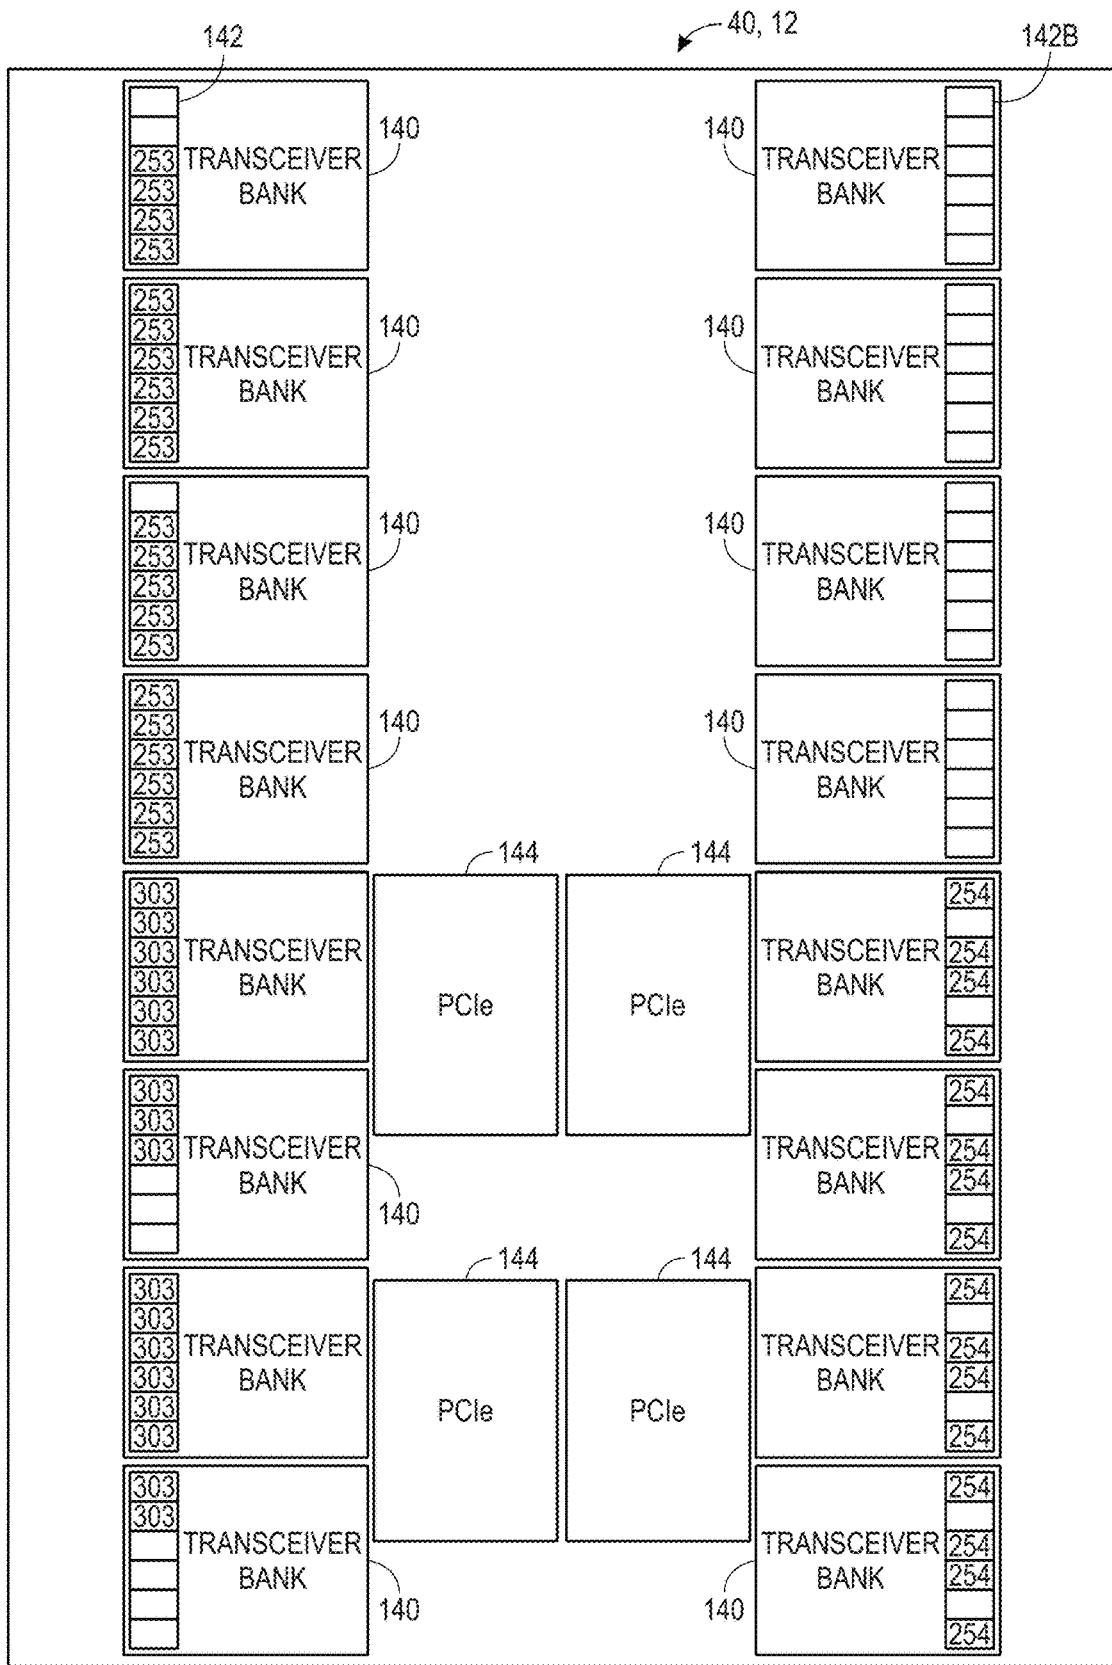 40, 12
142
142B
TRANSCEIVER
BANK
140
253
253
253
253
140
TRANSCEIVER
BANK
253
253
253
253
253
253
TRANSCEIVER
BANK
140
140
TRANSCEIVER
BANK
253
253
253
253
253
TRANSCEIVER
BANK
140
140
TRANSCEIVER
BANK
253
253
253
253
253
253
TRANSCEIVER
BANK
140
140
TRANSCEIVER
BANK
144
144
303
303
303
303
303
303
TRANSCEIVER
BANK
PCIe
PCIe
TRANSCEIVER
BANK
254
254
254
254
303
303
303
TRANSCEIVER
BANK
140
TRANSCEIVER
BANK
254
254
254
254
144
144
303
303
303
303
303
303
TRANSCEIVER
BANK
PCIe
PCIe
TRANSCEIVER
BANK
254
254
254
254
303
303
TRANSCEIVER
BANK
140
140
TRANSCEIVER
BANK
254
254
254
254